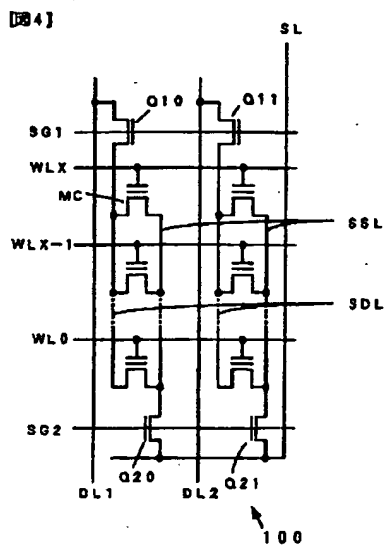 【図4】
SL
Q10
Q11
SG1
WLX
MC
SSL
WLX-1
SDL
WL0
SG2
Q20
Q21
DL1
DL2
100